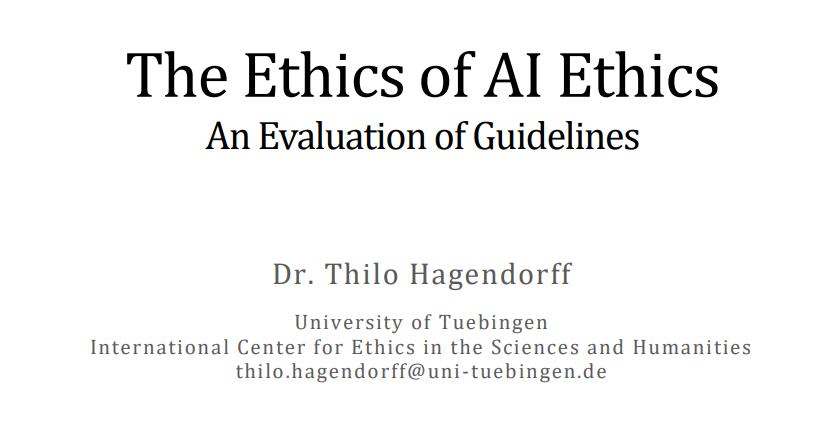 The Ethics of AI Ethics
An Evaluation of Guidelines
Dr. Thilo Hagendorff
University of Tuebingen
International Center for Ethics in the Sciences and Humanities
thilo.hagendorff@uni-tuebingen.de